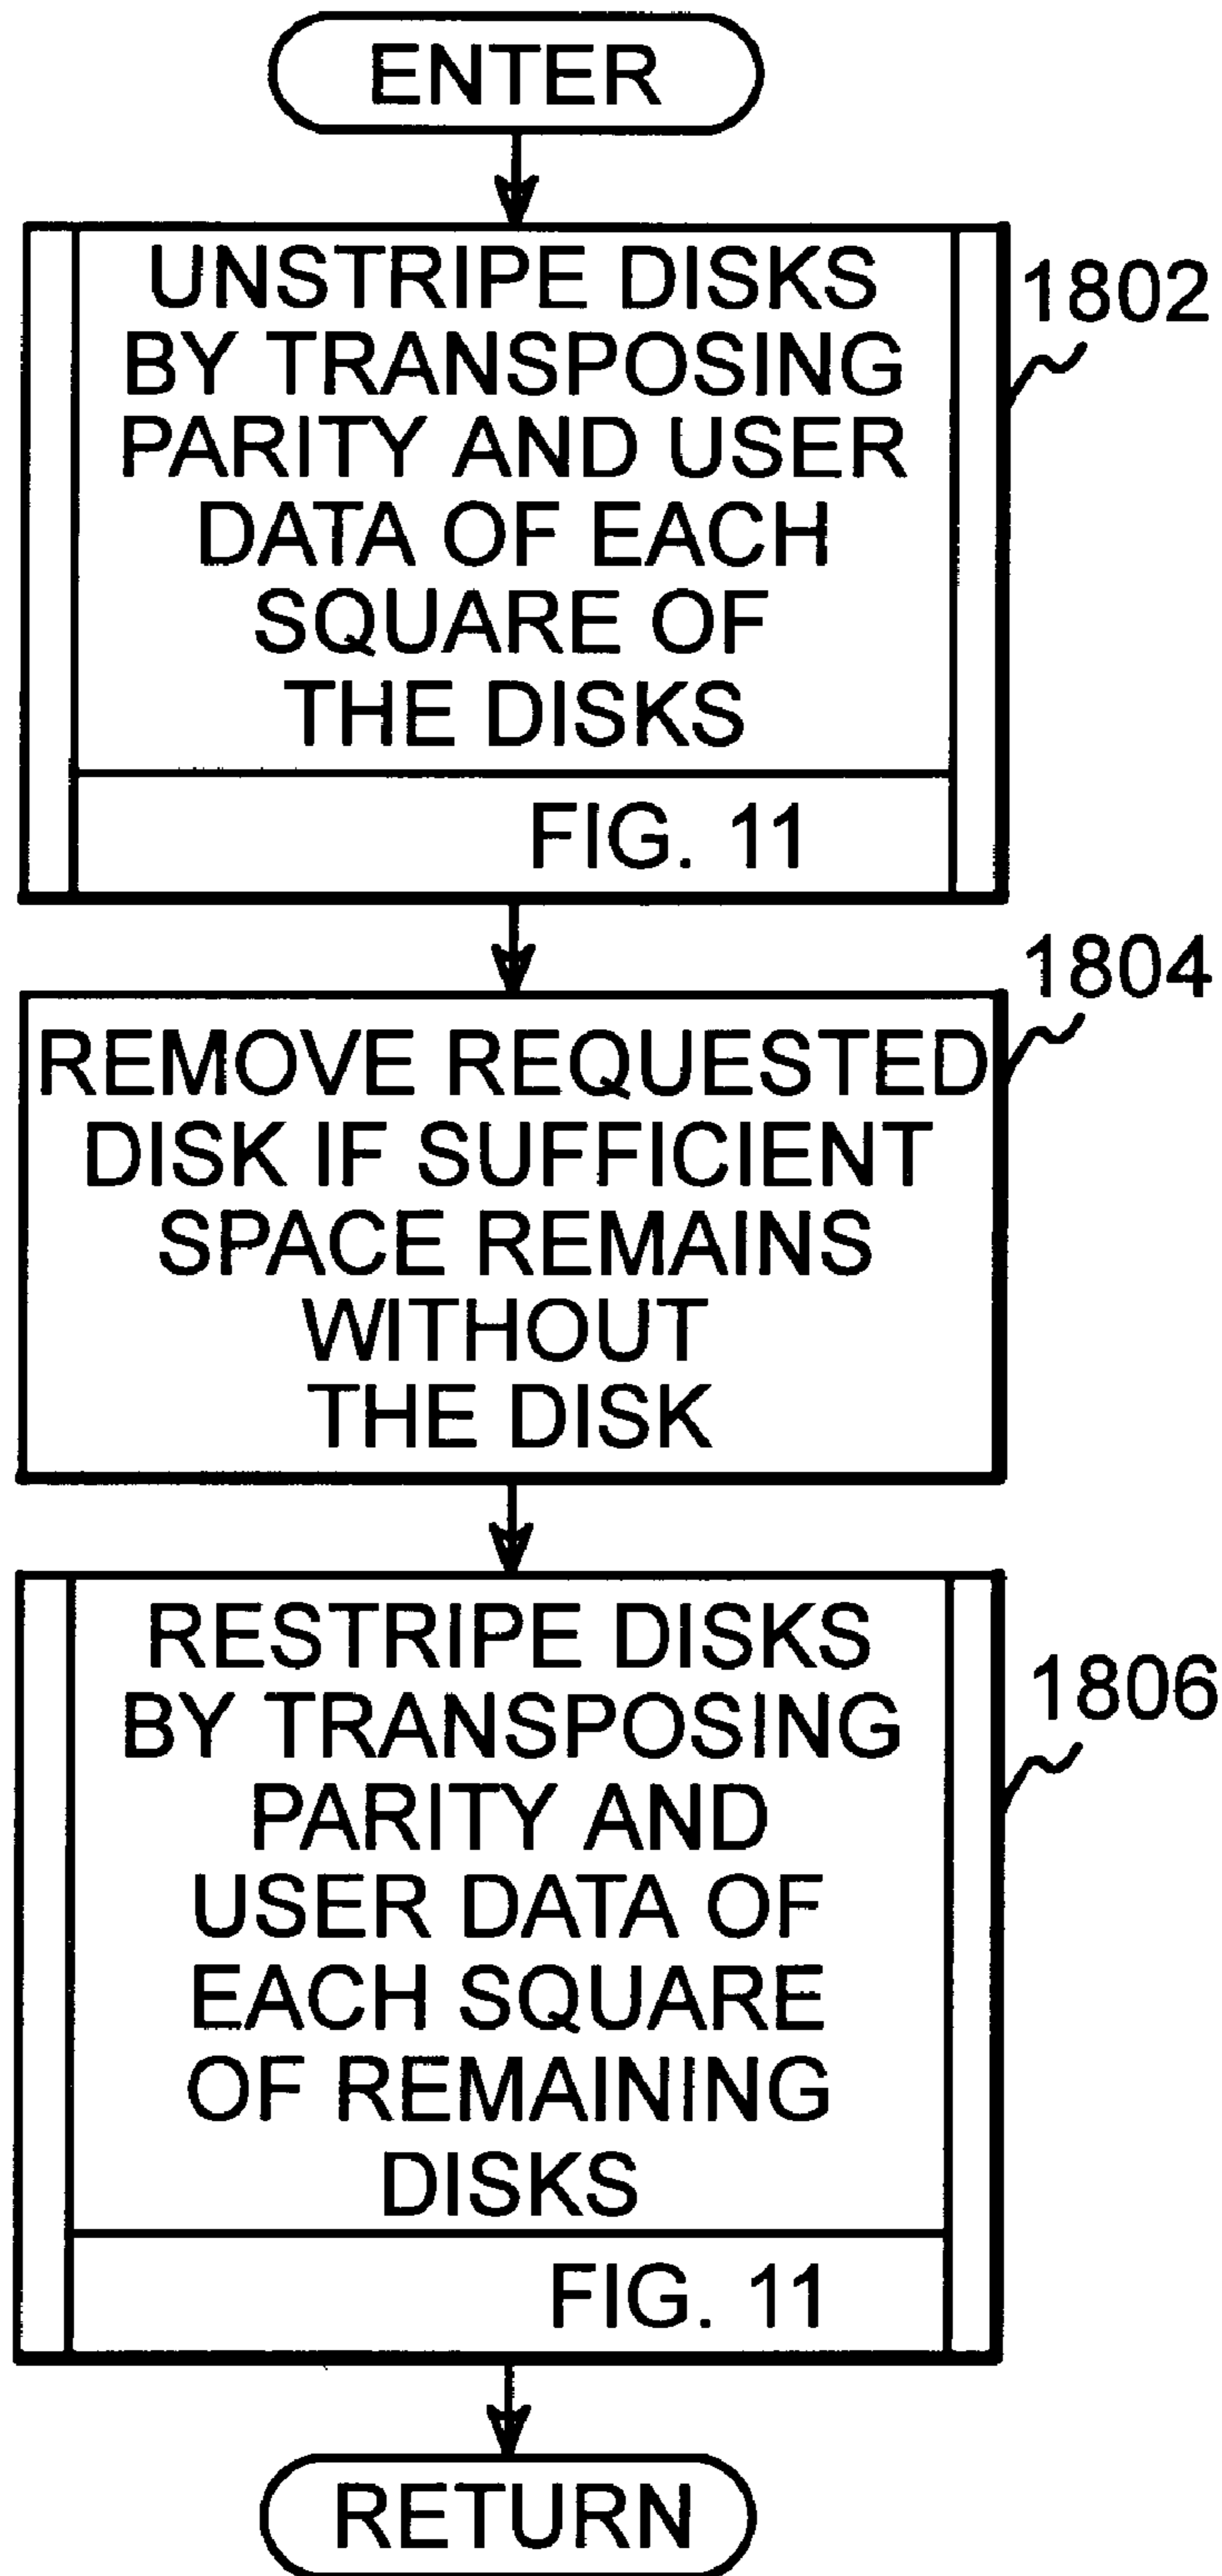 ENTER
UNSTRIPE DISKS
BY TRANSPOSING
PARITY AND USER
DATA OF EACH
SQUARE OF
THE DISKS
FIG. 11
1802
REMOVE REQUESTED
DISK IF SUFFICIENT
SPACE REMAINS
WITHOUT
THE DISK
1804
RESTRIPE DISKS
BY TRANSPOSING
PARITY AND
USER DATA OF
EACH SQUARE
OF REMAINING
DISKS
FIG. 11
1806
RETURN